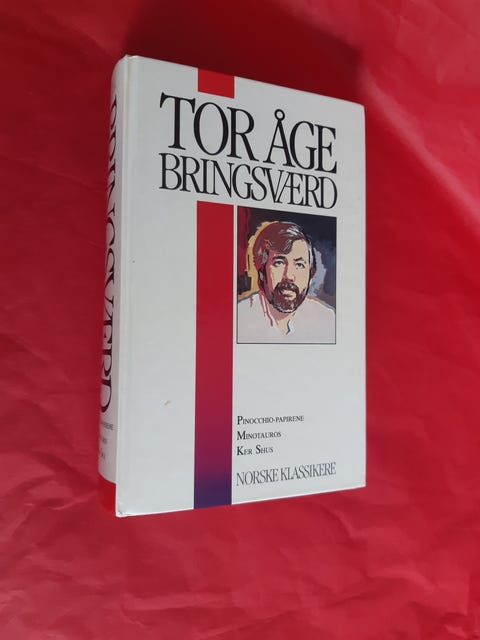 TOR ÅGE
BRINGSVÆRD
PINOCCHIO-PAPIRENE
MINOTAUROS
KER SHUS
NORSKE KLASSIKERE
BRINGSVÆRD